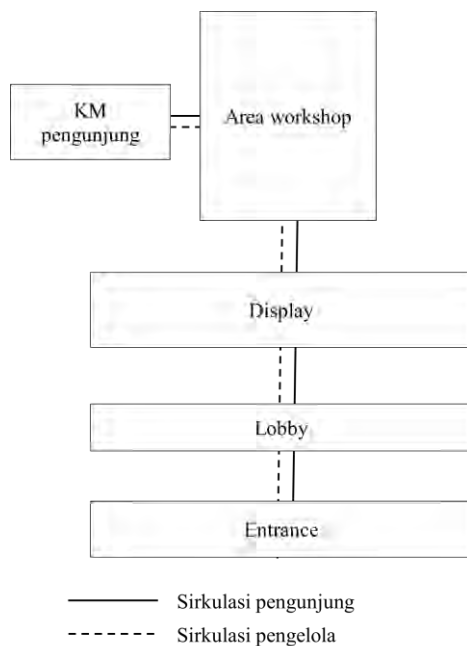 KM
pengunjung
Area workshop
Display
Lobby
Entrance
Sirkulasi pengunjung
Sirkulasi pengelola